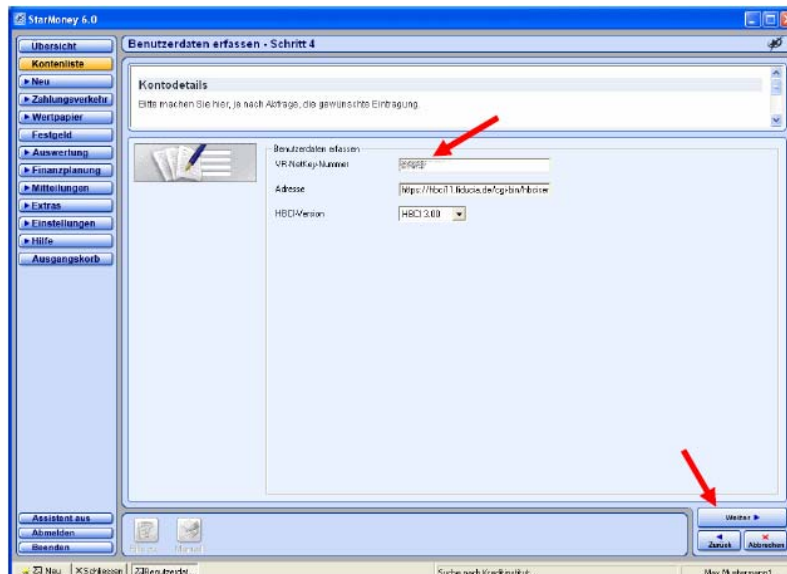 StarMoney 6.0
Übersicht
Kontenliste
Neu
Zahlungsverkehr
Wertpapier
Festgeld
Auswertung
Finanzplanung
Mitteilungen
Extras
Einstellungen
Hilfe
Ausgangskorb
Assistent aus
Abmelden
Beenden
Benutzerdaten erfassen - Schritt 4
Kontodetails
Bitte machen Sie hier, je nach Abfrage, die gewünschte Eintragung.
Benutzerdaten erfassen
VR-NetKey-Nummer
Adresse
https://hbci11.fiducia.de/cgi-bin/hbciser
HBCI-Version
HBCI 3.00
Weiter
Zurück
Abbrechen
Manual
Neu
Schliessen
Benutzerdat...
Suche nach Kreditinstitut:
Max Mustermann1